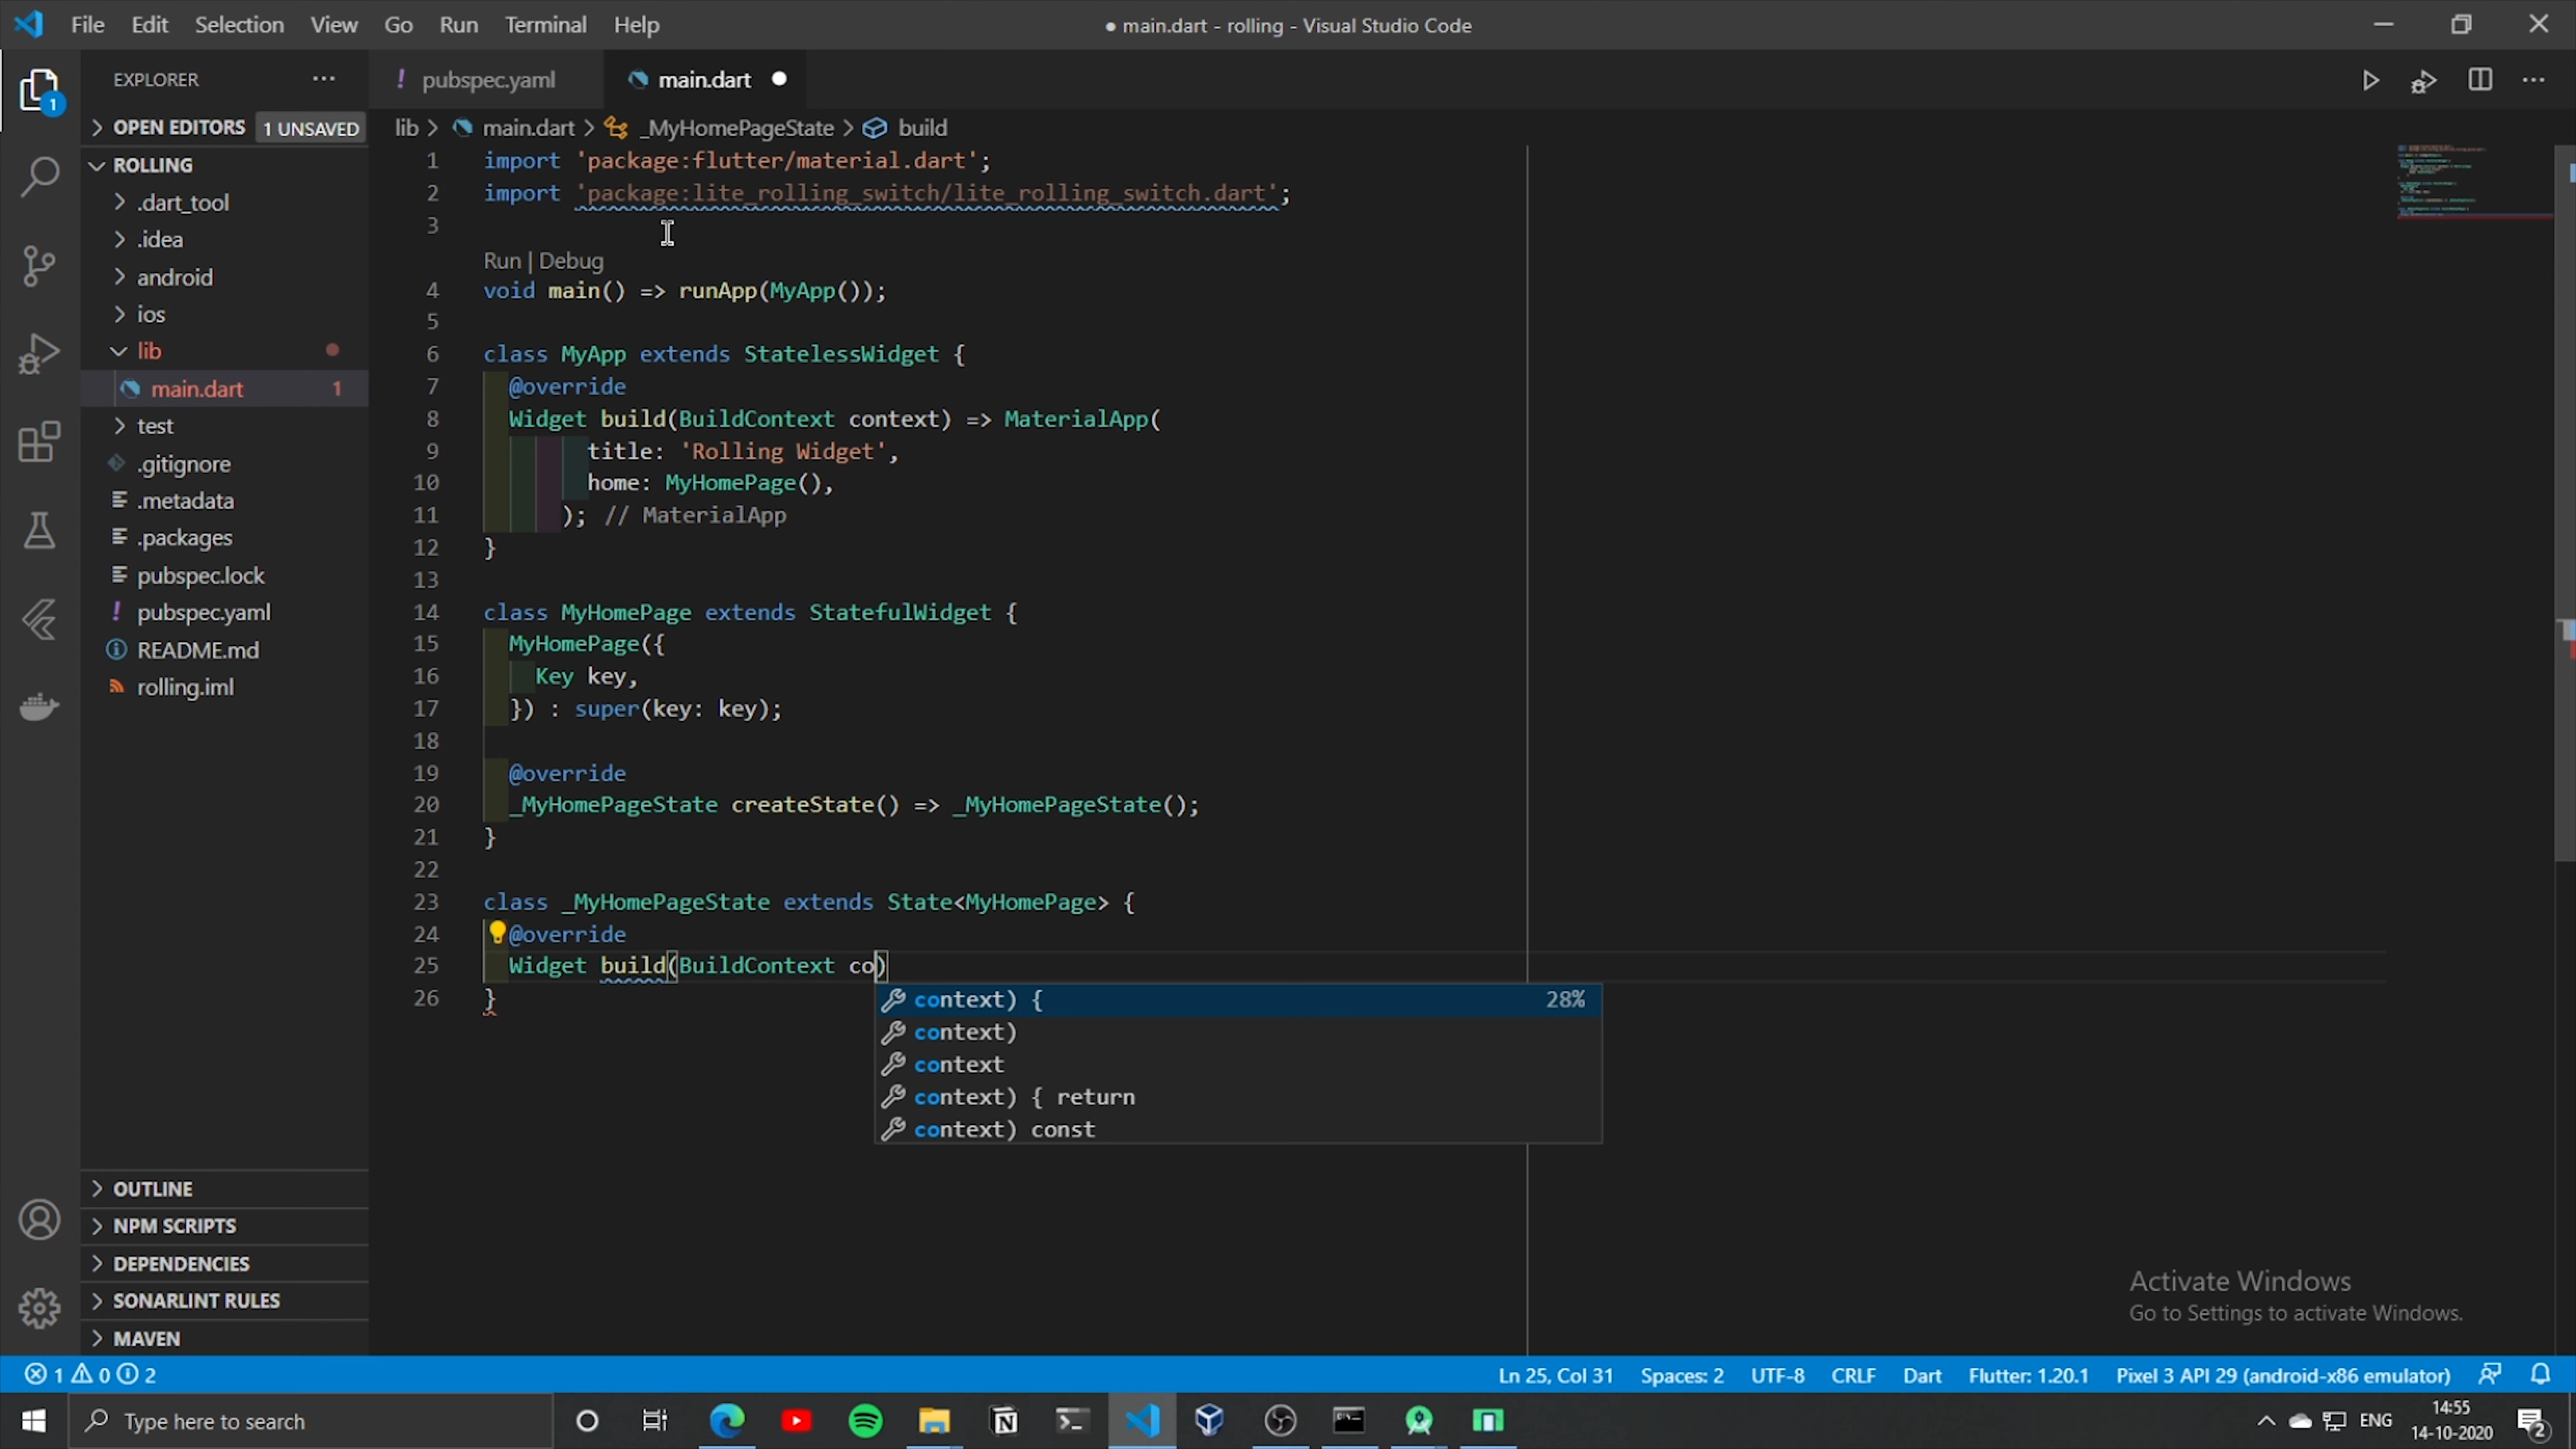 File Edit Selection View Go Run Terminal Help
● main.dart - rolling - Visual Studio Code
EXPLORER
! pubspec.yaml
main.dart
1
OPEN EDITORS 1 UNSAVED
lib > main.dart > _MyHomePageState > build
ROLLING
.dart_tool
.idea
android
ios
lib
main.dart 1
test
.gitignore
.metadata
.packages
pubspec.lock
! pubspec.yaml
README.md
rolling.iml
OUTLINE
NPM SCRIPTS
DEPENDENCIES
SONARLINT RULES
MAVEN
1 import 'package:flutter/material.dart';
2 import 'package:lite_rolling_switch/lite_rolling_switch.dart';
3
Run | Debug
4 void main() => runApp(MyApp());
5
6 class MyApp extends StatelessWidget {
7 @override
8 Widget build(BuildContext context) => MaterialApp(
9 title: 'Rolling Widget',
10 home: MyHomePage(),
11 ); // MaterialApp
12 }
13
14 class MyHomePage extends StatefulWidget {
15 MyHomePage({
16 Key key,
17 }) : super(key: key);
18
19 @override
20 _MyHomePageState createState() => _MyHomePageState();
21 }
22
23 class _MyHomePageState extends State<MyHomePage> {
24 @override
25 Widget build(BuildContext co)
26 }
context) { 28%
context)
context
context) { return
context) const
Activate Windows
Go to Settings to activate Windows.
1 0 2
Ln 25, Col 31 Spaces: 2 UTF-8 CRLF Dart Flutter: 1.20.1 Pixel 3 API 29 (android-x86 emulator)
Type here to search
ENG
14:55
14-10-2020
2